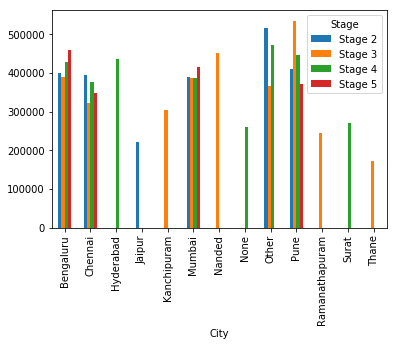 Stage
Stage 2
Stage 3
Stage 4
Stage 5
500000
400000
300000
200000
100000
0
Bengaluru
Chennai
Hyderabad
Jaipur
Kanchipuram
Mumbai
Nanded
None
Other
Pune
Ramanathapuram
Surat
Thane
City